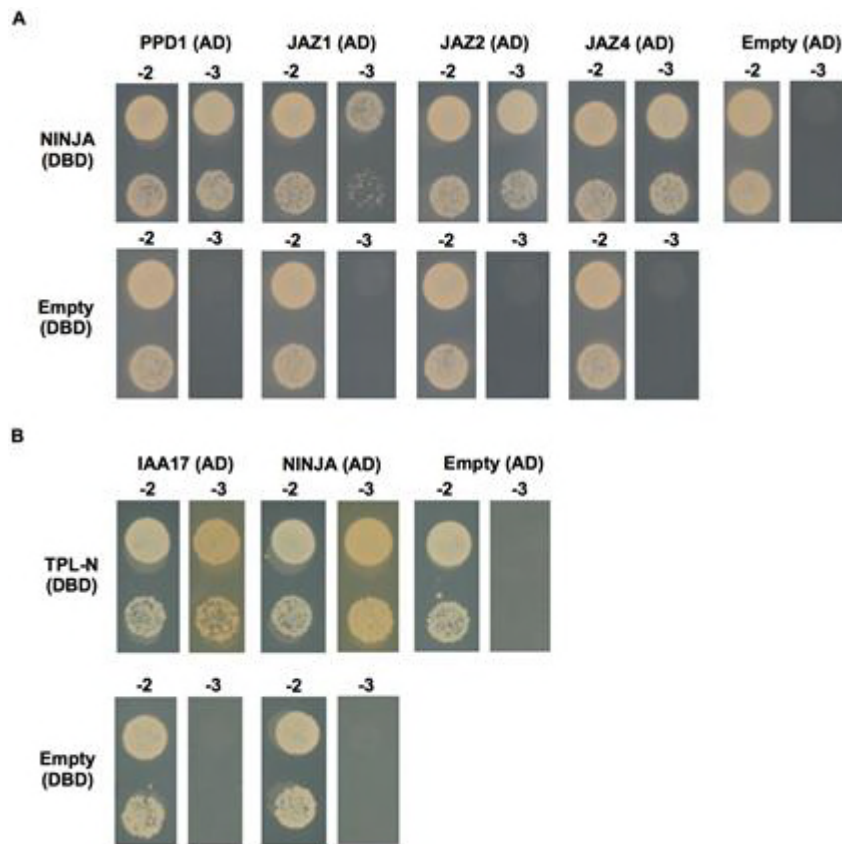 A
PPD1 (AD) JAZ1 (AD) JAZ2 (AD) JAZ4 (AD) Empty (AD)
-2 -3 -2 -3 -2 -3 -2 -3 -2 -3
NINJA
(DBD)
-2 -3 -2 -3 -2 -3 -2 -3
Empty
(DBD)
B
IAA17 (AD) NINJA (AD) Empty (AD)
-2 -3 -2 -3 -2 -3
TPL-N
(DBD)
-2 -3 -2 -3
Empty
(DBD)